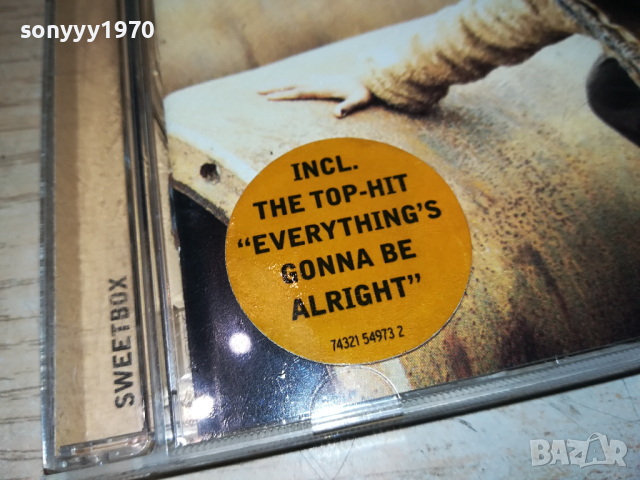 sonyyy1970
INCL.
THE TOP-HIT
“EVERYTHING'S
GONNA BE
ALRIGHT”
74321 54973 2
SWEETBOX
BAZAR